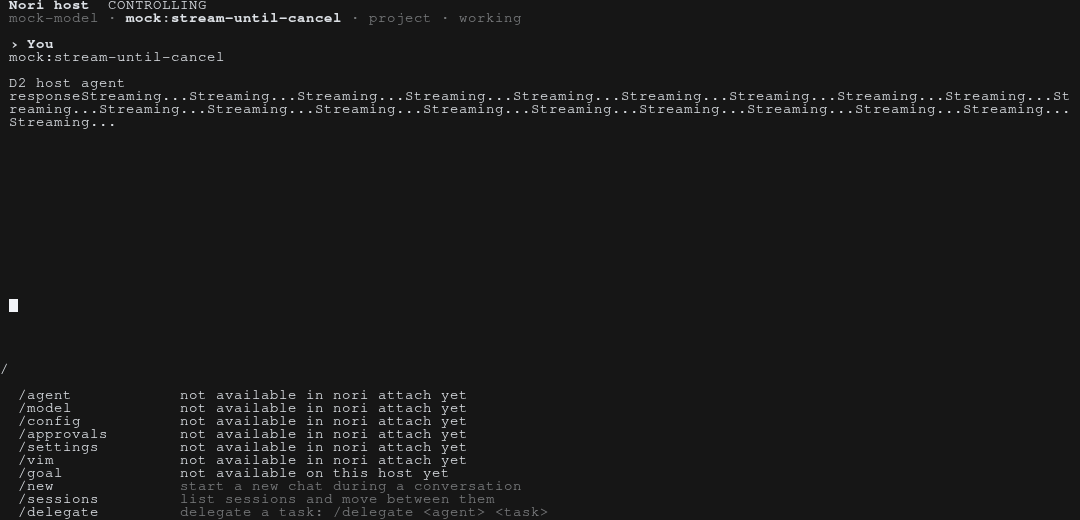 Nori host  CONTROLLING
mock-model · mock:stream-until-cancel · project · working
› You
mock:stream-until-cancel
D2 host agent
responseStreaming...Streaming...Streaming...Streaming...Streaming...Streaming...Streaming...Streaming...Streaming...St
reaming...Streaming...Streaming...Streaming...Streaming...Streaming...Streaming...Streaming...Streaming...Streaming...
Streaming...
/
/agent            not available in nori attach yet
/model            not available in nori attach yet
/config           not available in nori attach yet
/approvals        not available in nori attach yet
/settings         not available in nori attach yet
/vim              not available in nori attach yet
/goal             not available on this host yet
/new              start a new chat during a conversation
/sessions         list sessions and move between them
/delegate         delegate a task: /delegate <agent> <task>